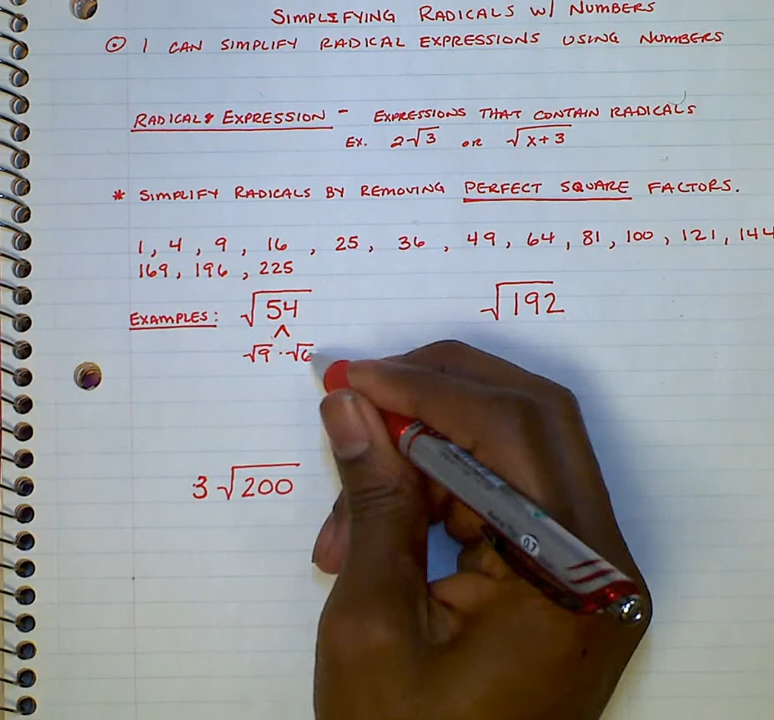 SIMPLIFYING RADICALS W/ NUMBERS
⊙ I CAN SIMPLIFY RADICAL EXPRESSIONS USING NUMBERS
RADICAL EXPRESSION - EXPRESSIONS THAT CONTAIN RADICALS
EX. 2√3 OR √x+3
* SIMPLIFY RADICALS BY REMOVING PERFECT SQUARE FACTORS.
1, 4, 9, 16, 25, 36, 49, 64, 81, 100, 121, 144
169, 196, 225
EXAMPLES: √54 √192
√9 · √6
3√200
0.7